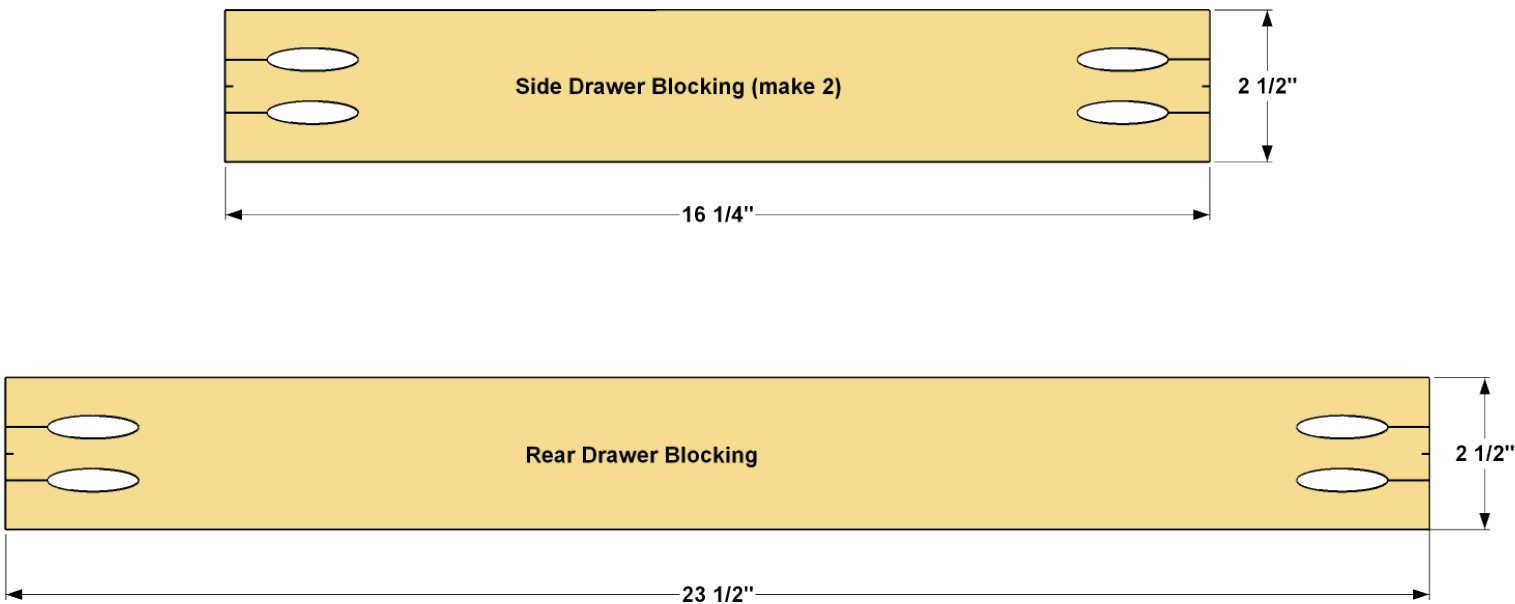 Side Drawer Blocking (make 2)
2 1/2"
16 1/4"
Rear Drawer Blocking
2 1/2"
23 1/2"